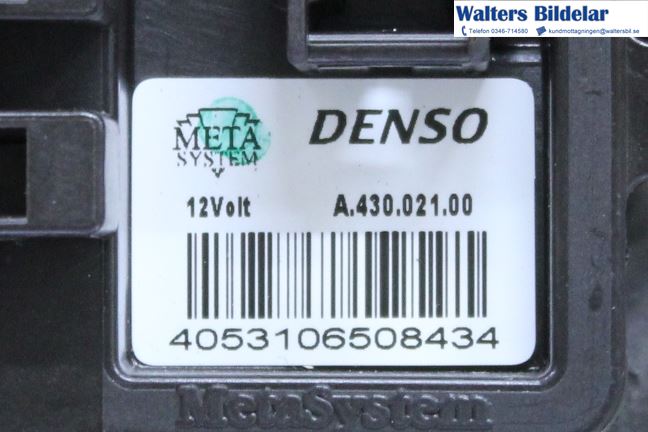 Walters Bildelar
Telefon 0346-714580 kundmottagningen@waltersbil.se
META
SYSTEM
DENSO
12Volt A.430.021.00
4053106508434
MetaSystem